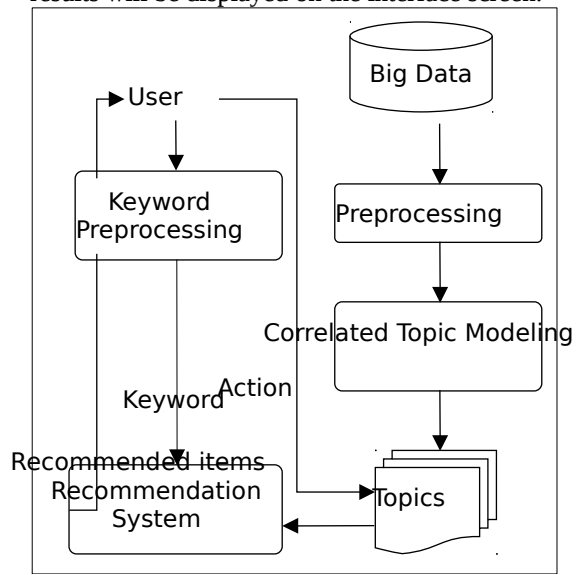 results will be displayed on the interface screen.
User
Big Data
Keyword
Preprocessing
Preprocessing
Correlated Topic Modeling
Action
Keyword
Recommended items
Recommendation
System
Topics